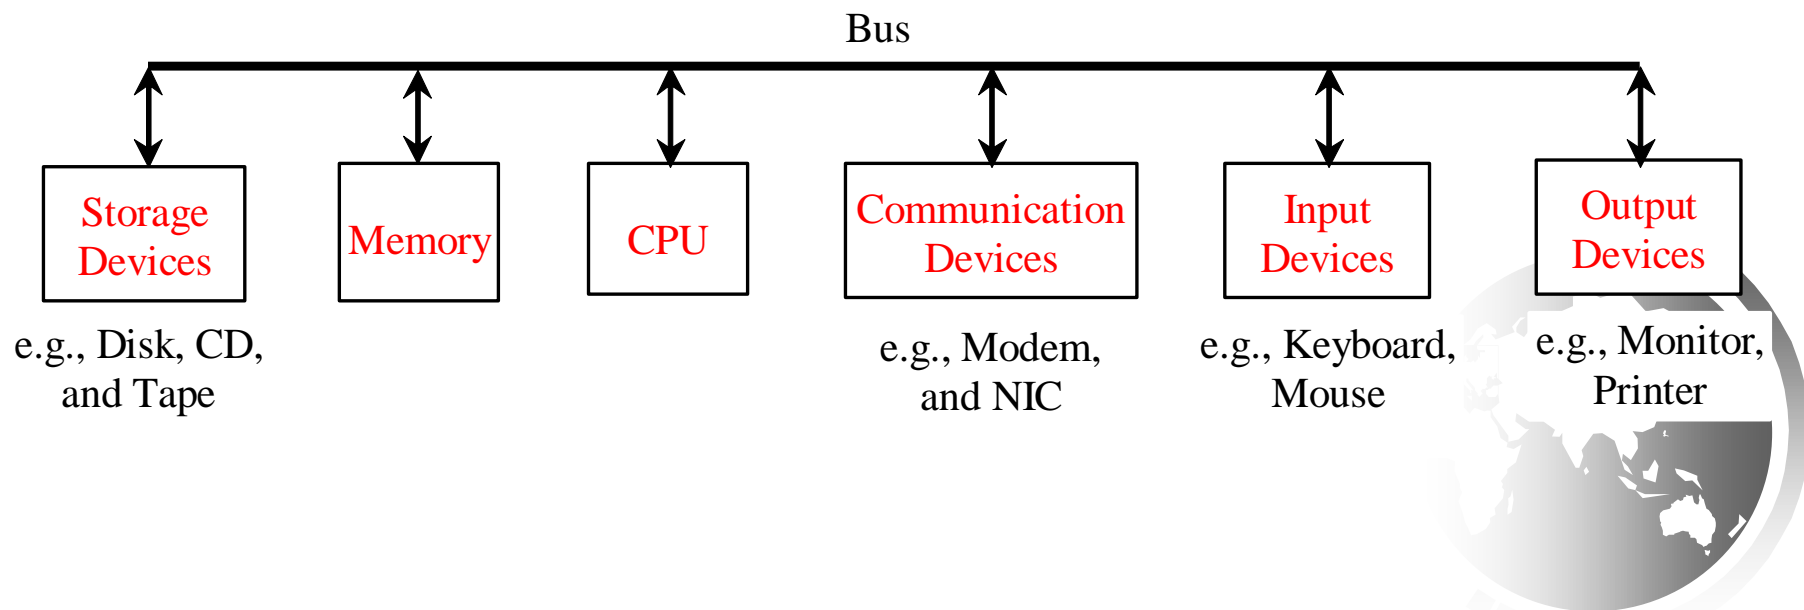 Bus
Storage
Devices
Memory
CPU
Communication
Devices
Input
Devices
Output
Devices
e.g., Disk, CD,
and Tape
e.g., Modem,
and NIC
e.g., Keyboard,
Mouse
e.g., Monitor,
Printer